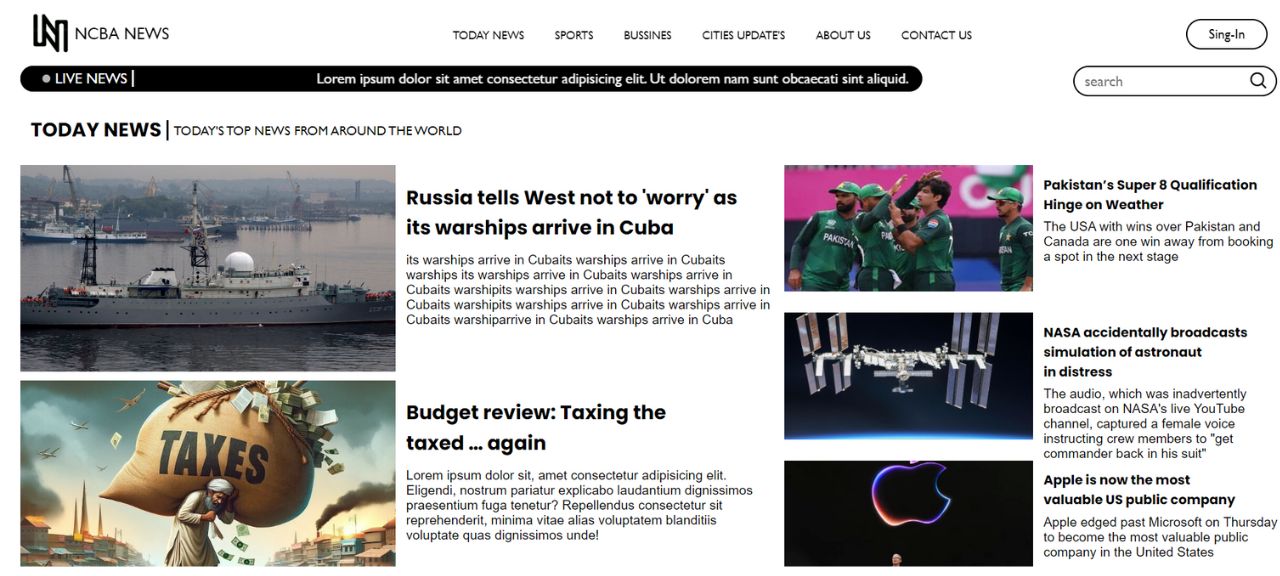 NCBA NEWS
TODAY NEWS
SPORTS
BUSSINES
CITIES UPDATE'S
ABOUT US
CONTACT US
Sing-In
LIVE NEWS |
Lorem ipsum dolor sit amet consectetur adipisicing elit. Ut dolorem nam sunt obcaecati sint aliquid.
search
TODAY NEWS | TODAY'S TOP NEWS FROM AROUND THE WORLD
Russia tells West not to 'worry' as
its warships arrive in Cuba
its warships arrive in Cubaits warships arrive in Cubaits
warships its warships arrive in Cubaits warships arrive in
Cubaits warshipits warships arrive in Cubaits warships arrive in
Cubaits warshipits warships arrive in Cubaits warships arrive in
Cubaits warshiparrive in Cubaits warships arrive in Cuba
TAXES
Budget review: Taxing the
taxed ... again
Lorem ipsum dolor sit, amet consectetur adipisicing elit.
Eligendi, nostrum pariatur explicabo laudantium dignissimos
praesentium fuga tenetur? Repellendus consectetur sit
reprehenderit, minima vitae alias voluptatem blanditiis
voluptate quas dignissimos unde!
PAKISTAN
Pakistan's Super 8 Qualification
Hinge on Weather
The USA with wins over Pakistan and
Canada are one win away from booking
a spot in the next stage
NASA accidentally broadcasts
simulation of astronaut
in distress
The audio, which was inadvertently
broadcast on NASA's live YouTube
channel, captured a female voice
instructing crew members to "get
commander back in his suit"
Apple is now the most
valuable US public company
Apple edged past Microsoft on Thursday
to become the most valuable public
company in the United States